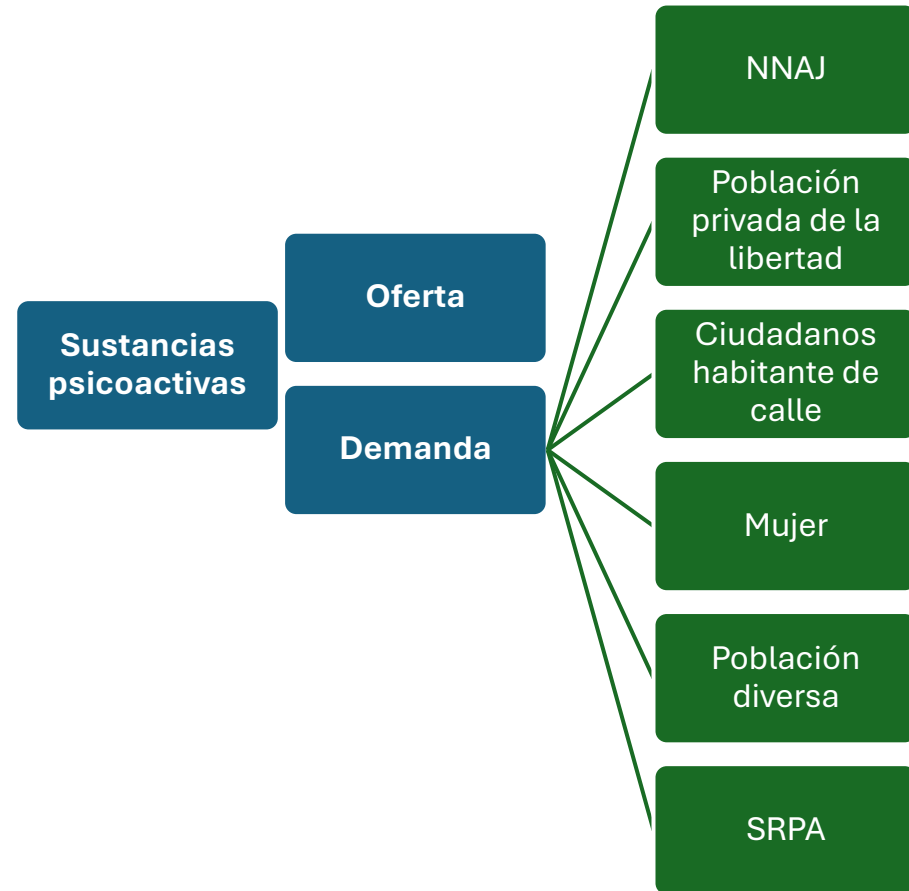 Sustancias
psicoactivas
Oferta
Demanda
NNAJ
Población
privada de la
libertad
Ciudadanos
habitante de
calle
Mujer
Población
diversa
SRPA